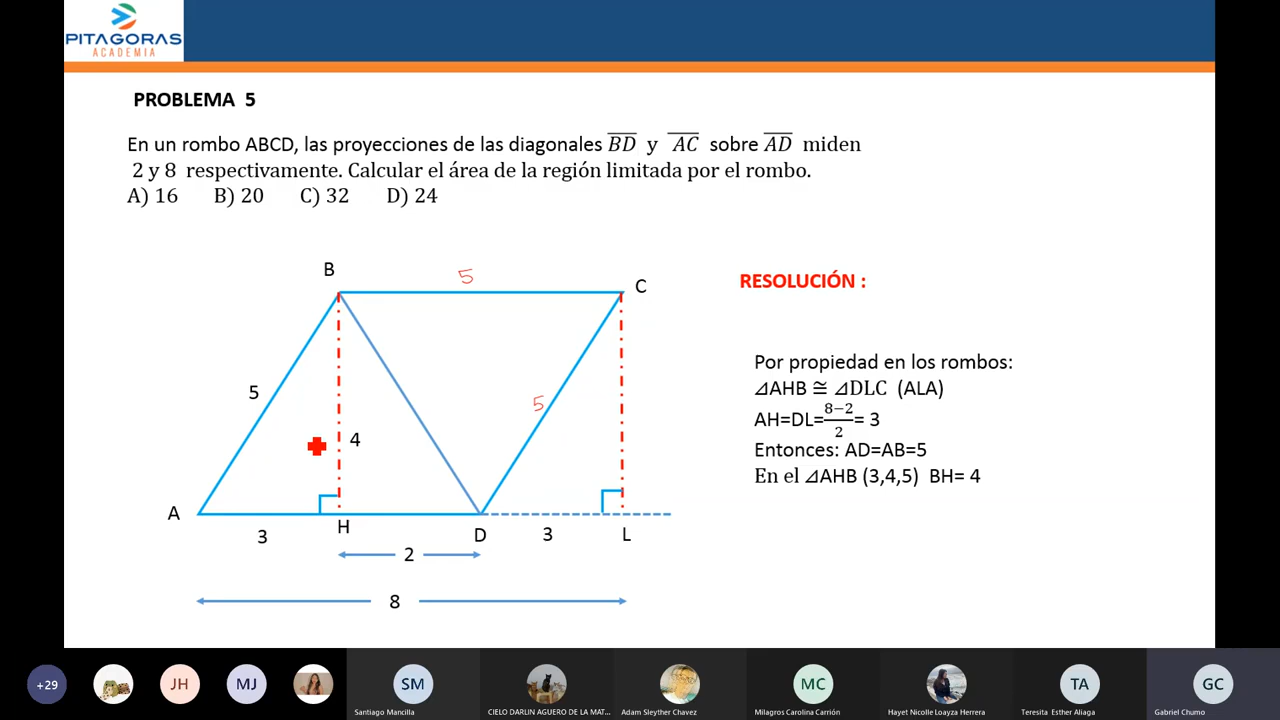 PITAGORAS
ACADEMIA
PROBLEMA 5
En un rombo ABCD, las proyecciones de las diagonales BD y AC sobre AD miden
2 y 8 respectivamente. Calcular el área de la región limitada por el rombo.
A) 16 B) 20 C) 32 D) 24
B
5
C
RESOLUCIÓN :
Por propiedad en los rombos:
⊿AHB ≅ ⊿DLC (ALA)
AH=DL=(8−2)/2= 3
Entonces: AD=AB=5
En el ⊿AHB (3,4,5) BH= 4
5
5
4
A
H
D
L
3
3
2
8
+29
JH
MJ
SM
MC
TA
GC
Santiago Mancilla
CIELO DARLIN AGUERO DE LA MAT...
Adam Sleyther Chavez
Milagros Carolina Carrión
Hayet Nicolle Loayza Herrera
Teresita Esther Aliaga
Gabriel Chumo